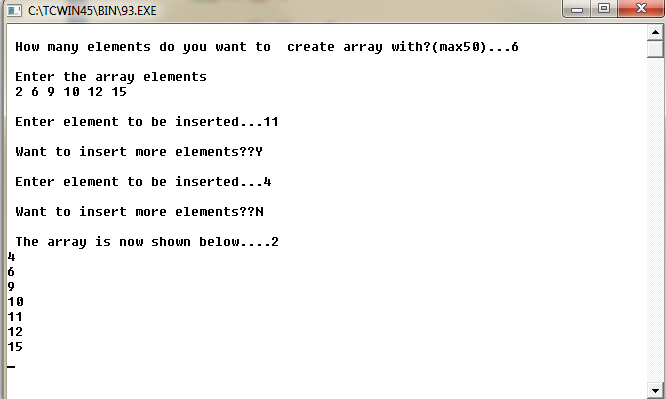 C:\TCWIN45\BIN\93.EXE
How many elements do you want to  create array with?(max50)...6
Enter the array elements
2 6 9 10 12 15
Enter element to be inserted...11
Want to insert more elements??Y
Enter element to be inserted...4
Want to insert more elements??N
The array is now shown below....2
4
6
9
10
11
12
15